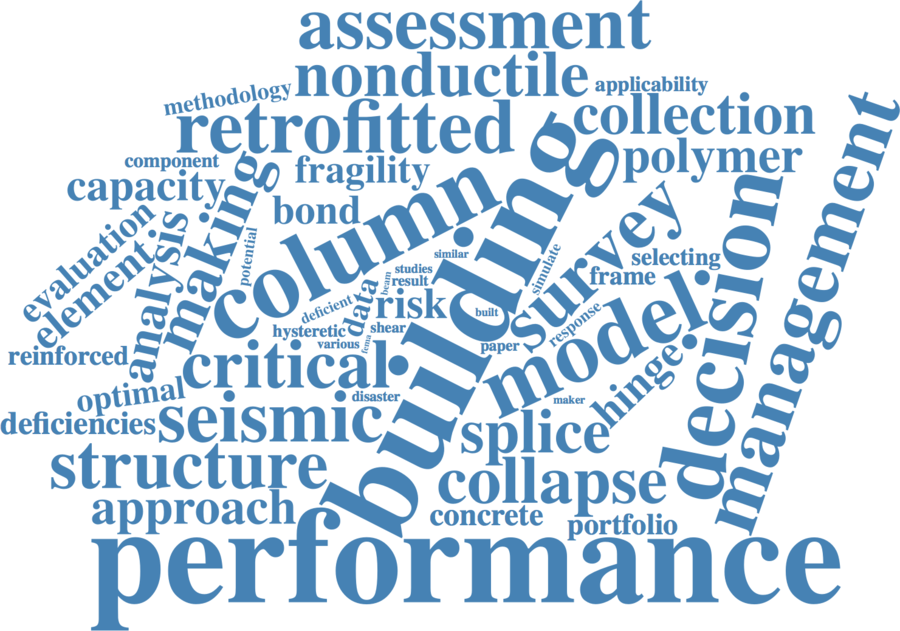 assessment
nonductile
applicability
methodology
retrofitted
collection
management
component
fragility
polymer
capacity
making
building
column
bond
survey
decision
evaluation
element
analysis
potential
similar
simulate
selecting
studies
frame
beam
result
data
deficient
risk
built
model
response
hysteretic
shear
various
fema
paper
reinforced
critical
hinge
optimal
disaster
maker
deficiencies
seismic
splice
structure
collapse
approach
concrete
portfolio
performance